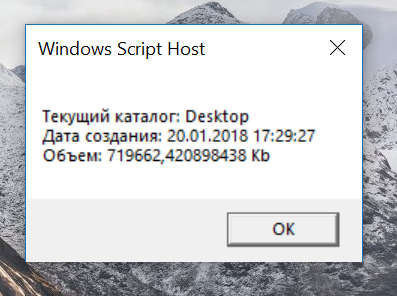 Windows Script Host
Текущий каталог: Desktop
Дата создания: 20.01.2018 17:29:27
Объем: 719662,420898438 Kb
OK